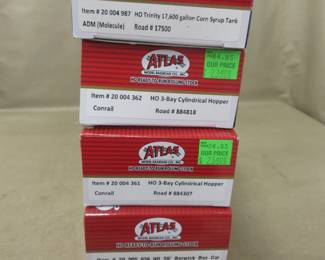 Item # 20 004 987 HO Trinity 17,600 gallon Corn Syrup Tank
ADM (Molecule) Road # 17500
ATLAS
MODEL RAILROAD CO., INC.
HO READY-TO-RUN ROLLING STOCK
OUR PRICE
Item # 20 004 362 HO 3-Bay Cylindrical Hopper
Conrail Road # 884818
ATLAS
MODEL RAILROAD CO., INC.
HO READY-TO-RUN ROLLING STOCK
OUR PRICE
Item # 20 004 361 HO 3-Bay Cylindrical Hopper
Conrail Road # 884307
ATLAS
MODEL RAILROAD CO., INC.
HO READY-TO-RUN ROLLING STOCK
Berwick Box Car